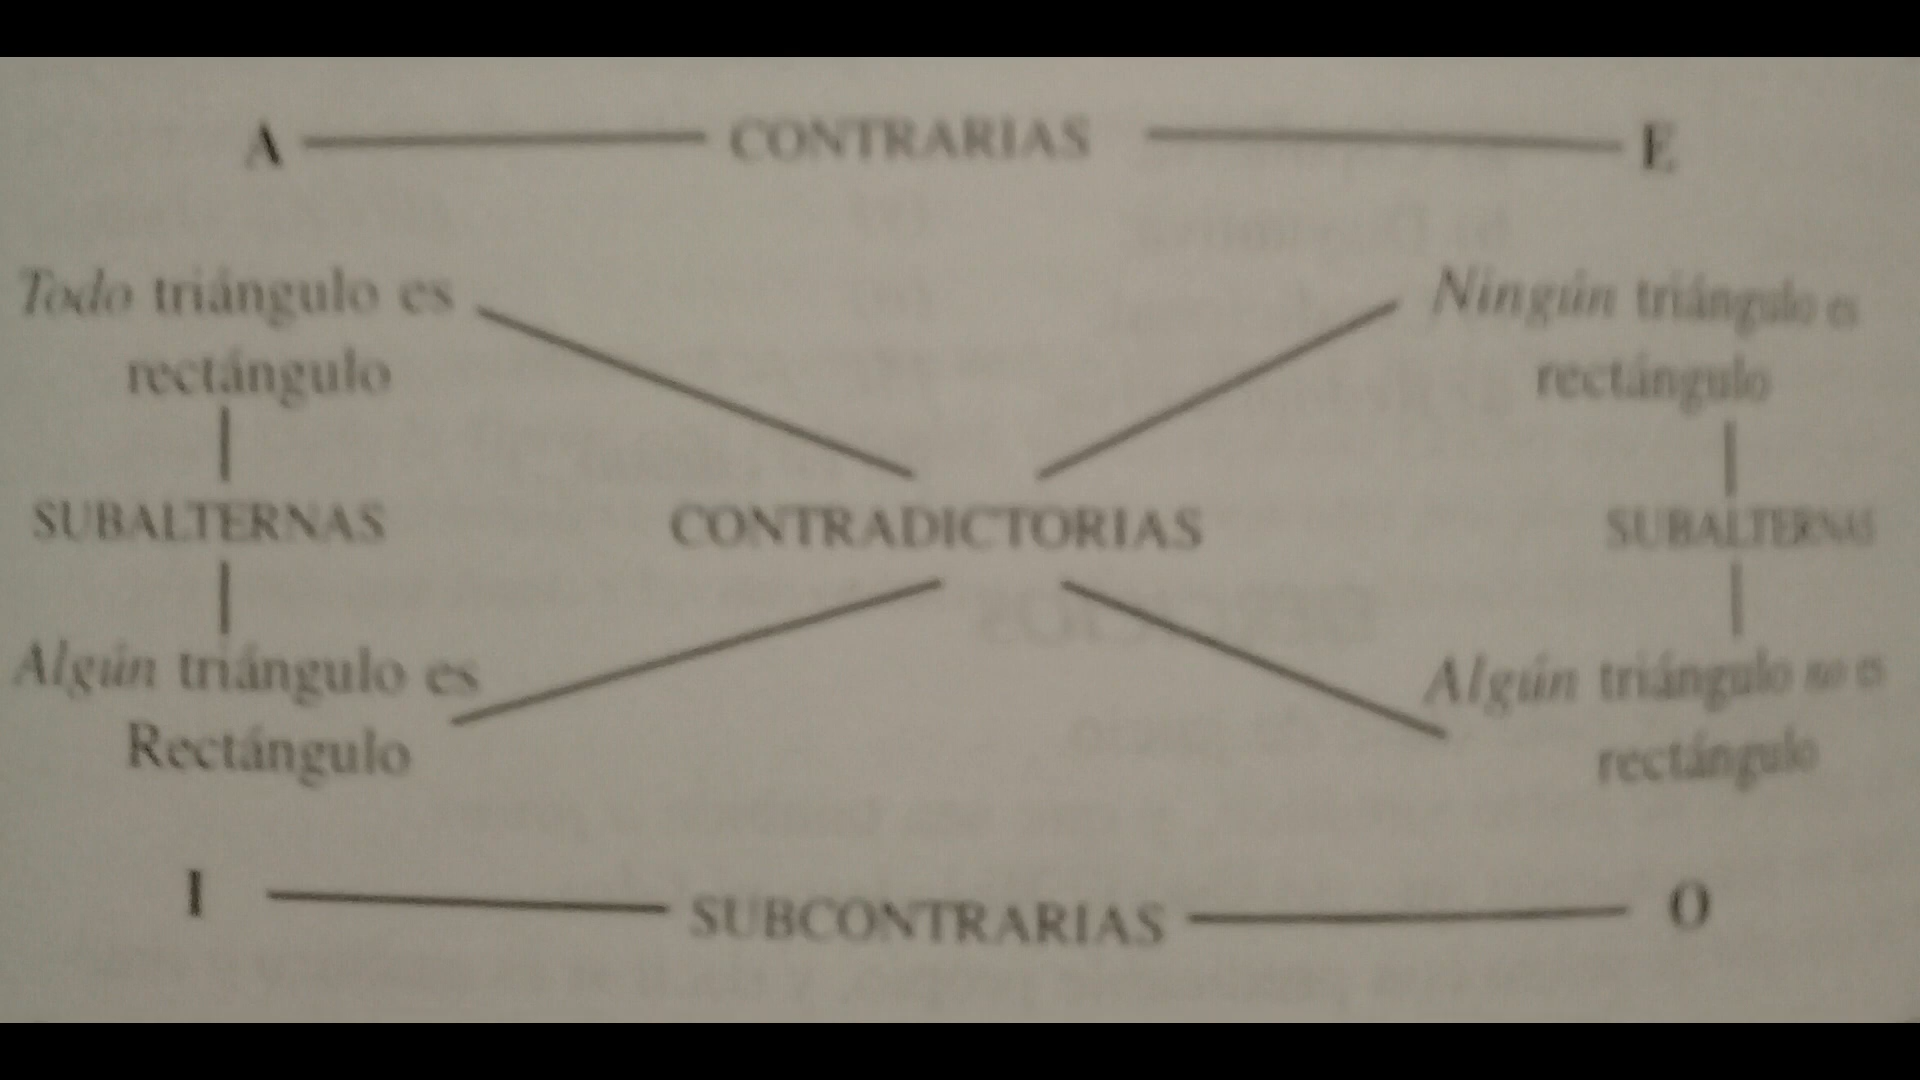 A CONTRARIAS E
Todo triángulo es
rectángulo
Ningún triángulo es
rectángulo
SUBALTERNAS CONTRADICTORIAS SUBALTERNAS
Algún triángulo es
Rectángulo
Algún triángulo no es
rectángulo
I SUBCONTRARIAS O